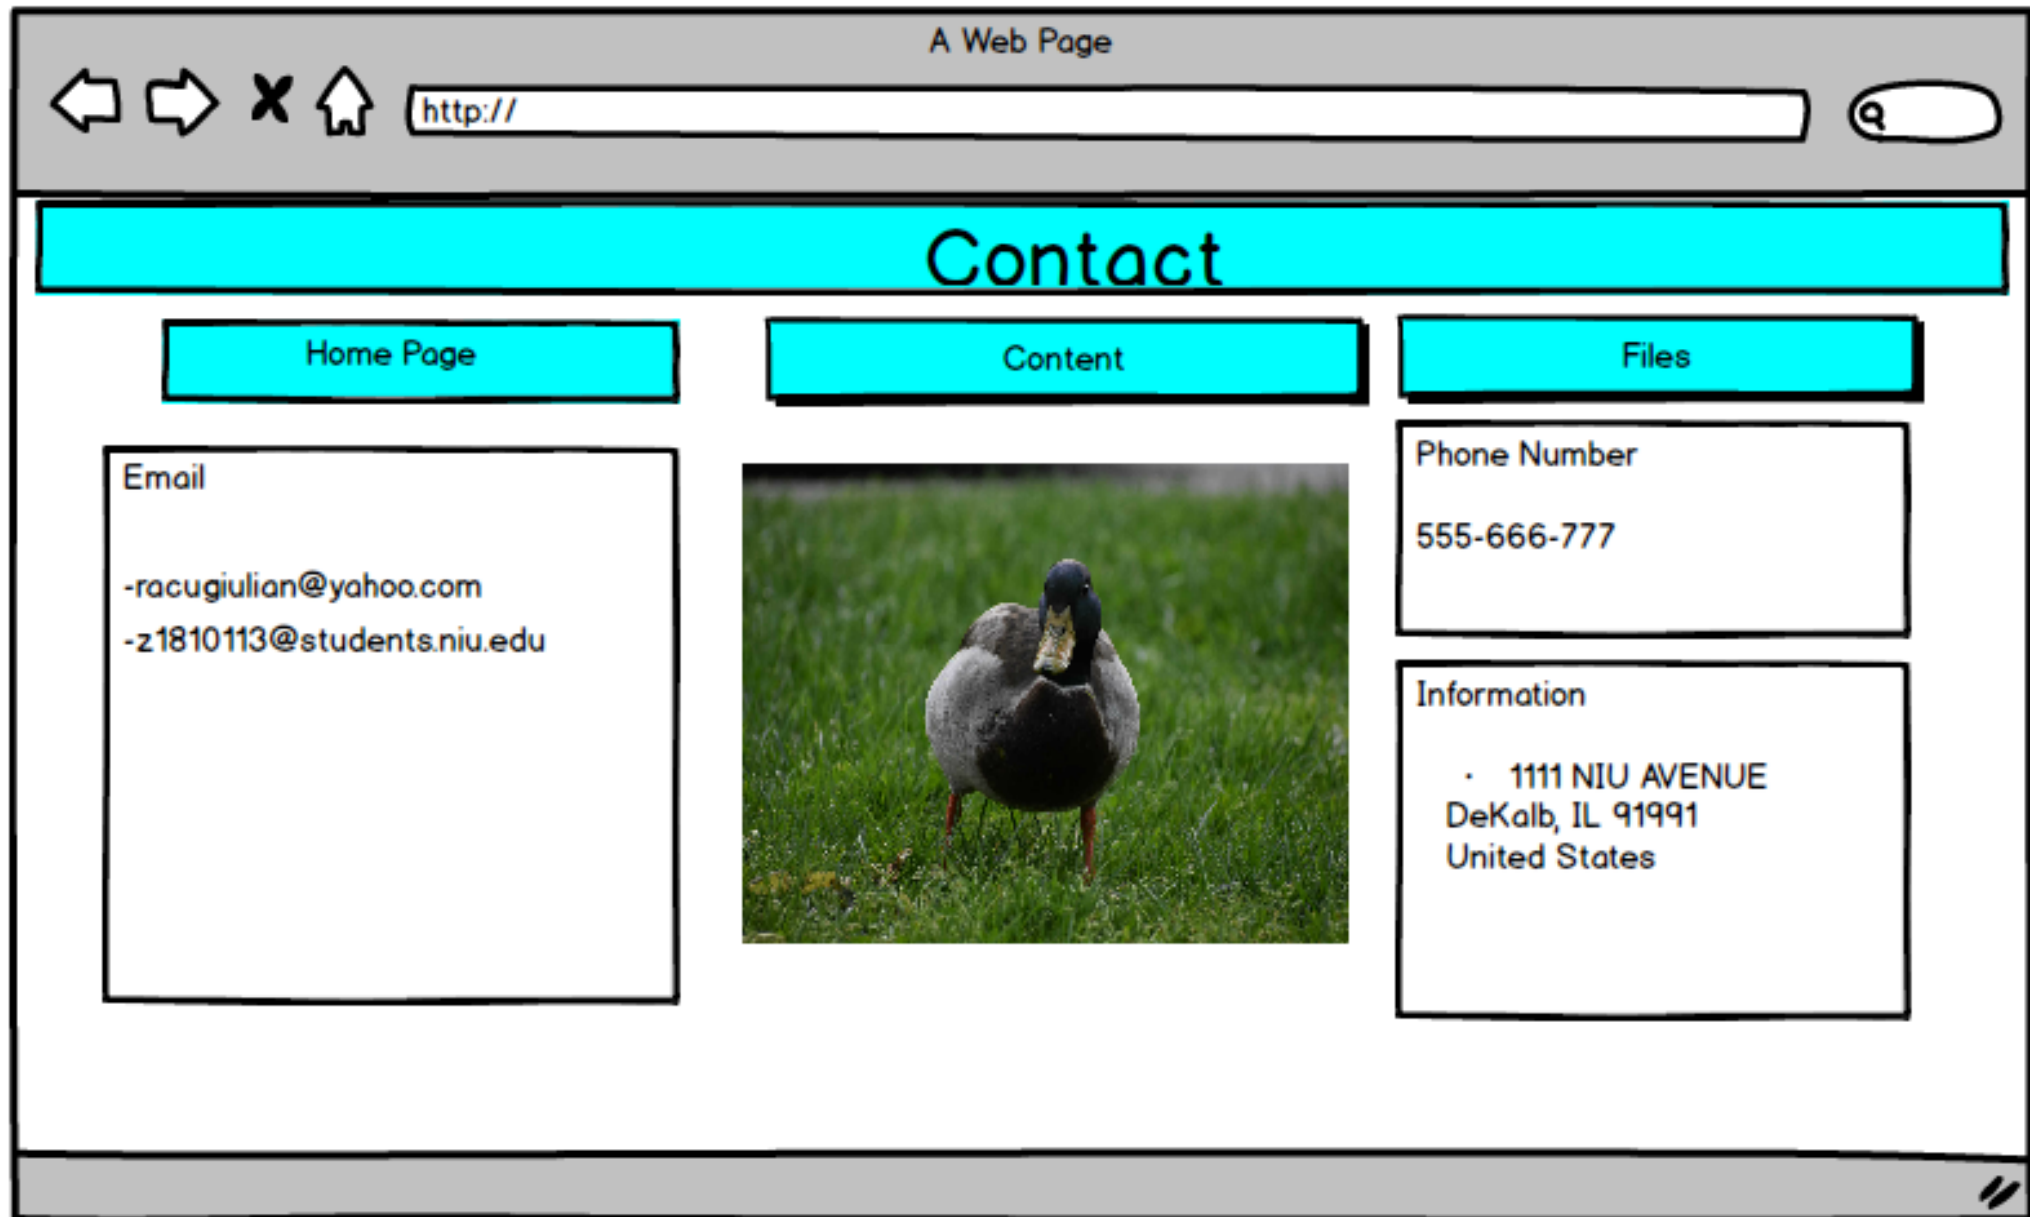 A Web Page
http://
Contact
Home Page
Content
Files
Email
-racugiulian@yahoo.com
-z1810113@students.niu.edu
Phone Number
555-666-777
Information
· 1111 NIU AVENUE
DeKalb, IL 91991
United States